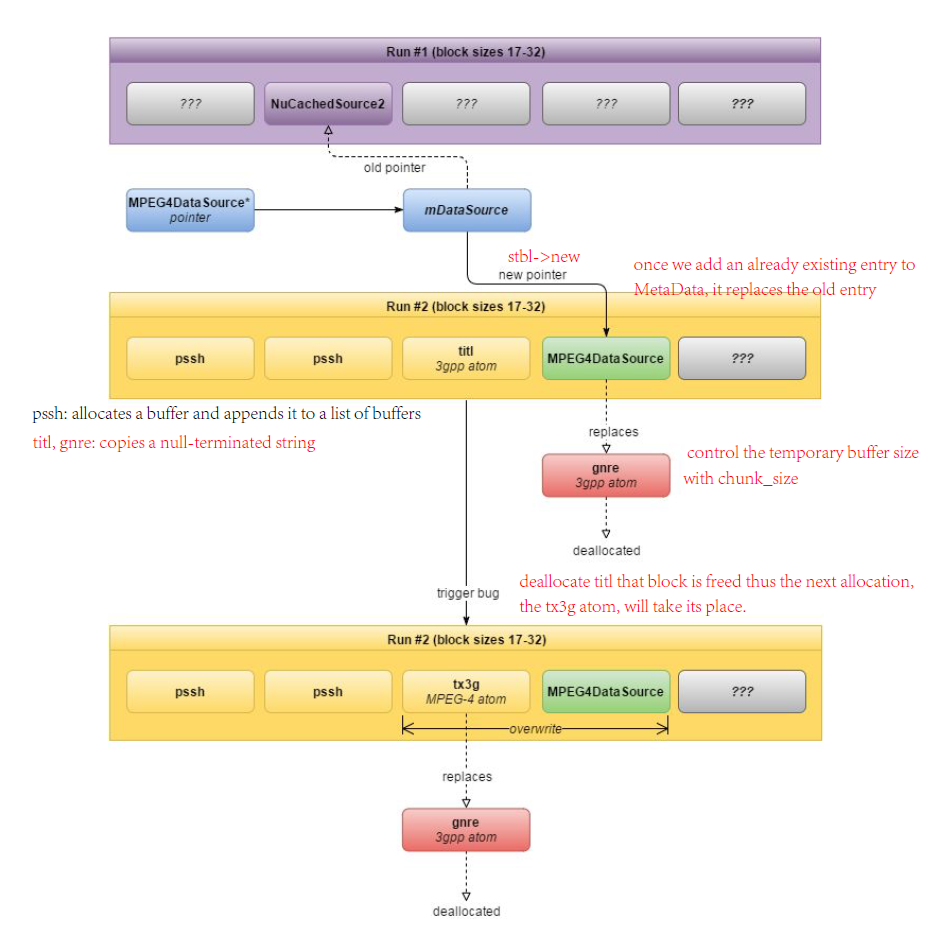 Run #1 (block sizes 17-32)
???
NuCachedSource2
???
???
???
old pointer
MPEG4DataSource*
pointer
mDataSource
stbl->new
new pointer
once we add an already existing entry to
MetaData, it replaces the old entry
Run #2 (block sizes 17-32)
pssh
pssh
titl
3gpp atom
MPEG4DataSource
???
pssh: allocates a buffer and appends it to a list of buffers
titl, gnre: copies a null-terminated string
replaces
gnre
3gpp atom
control the temporary buffer size
with chunk_size
deallocated
deallocate titl that block is freed thus the next allocation,
the tx3g atom, will take its place.
trigger bug
Run #2 (block sizes 17-32)
pssh
pssh
tx3g
MPEG-4 atom
MPEG4DataSource
???
overwrite
replaces
gnre
3gpp atom
deallocated